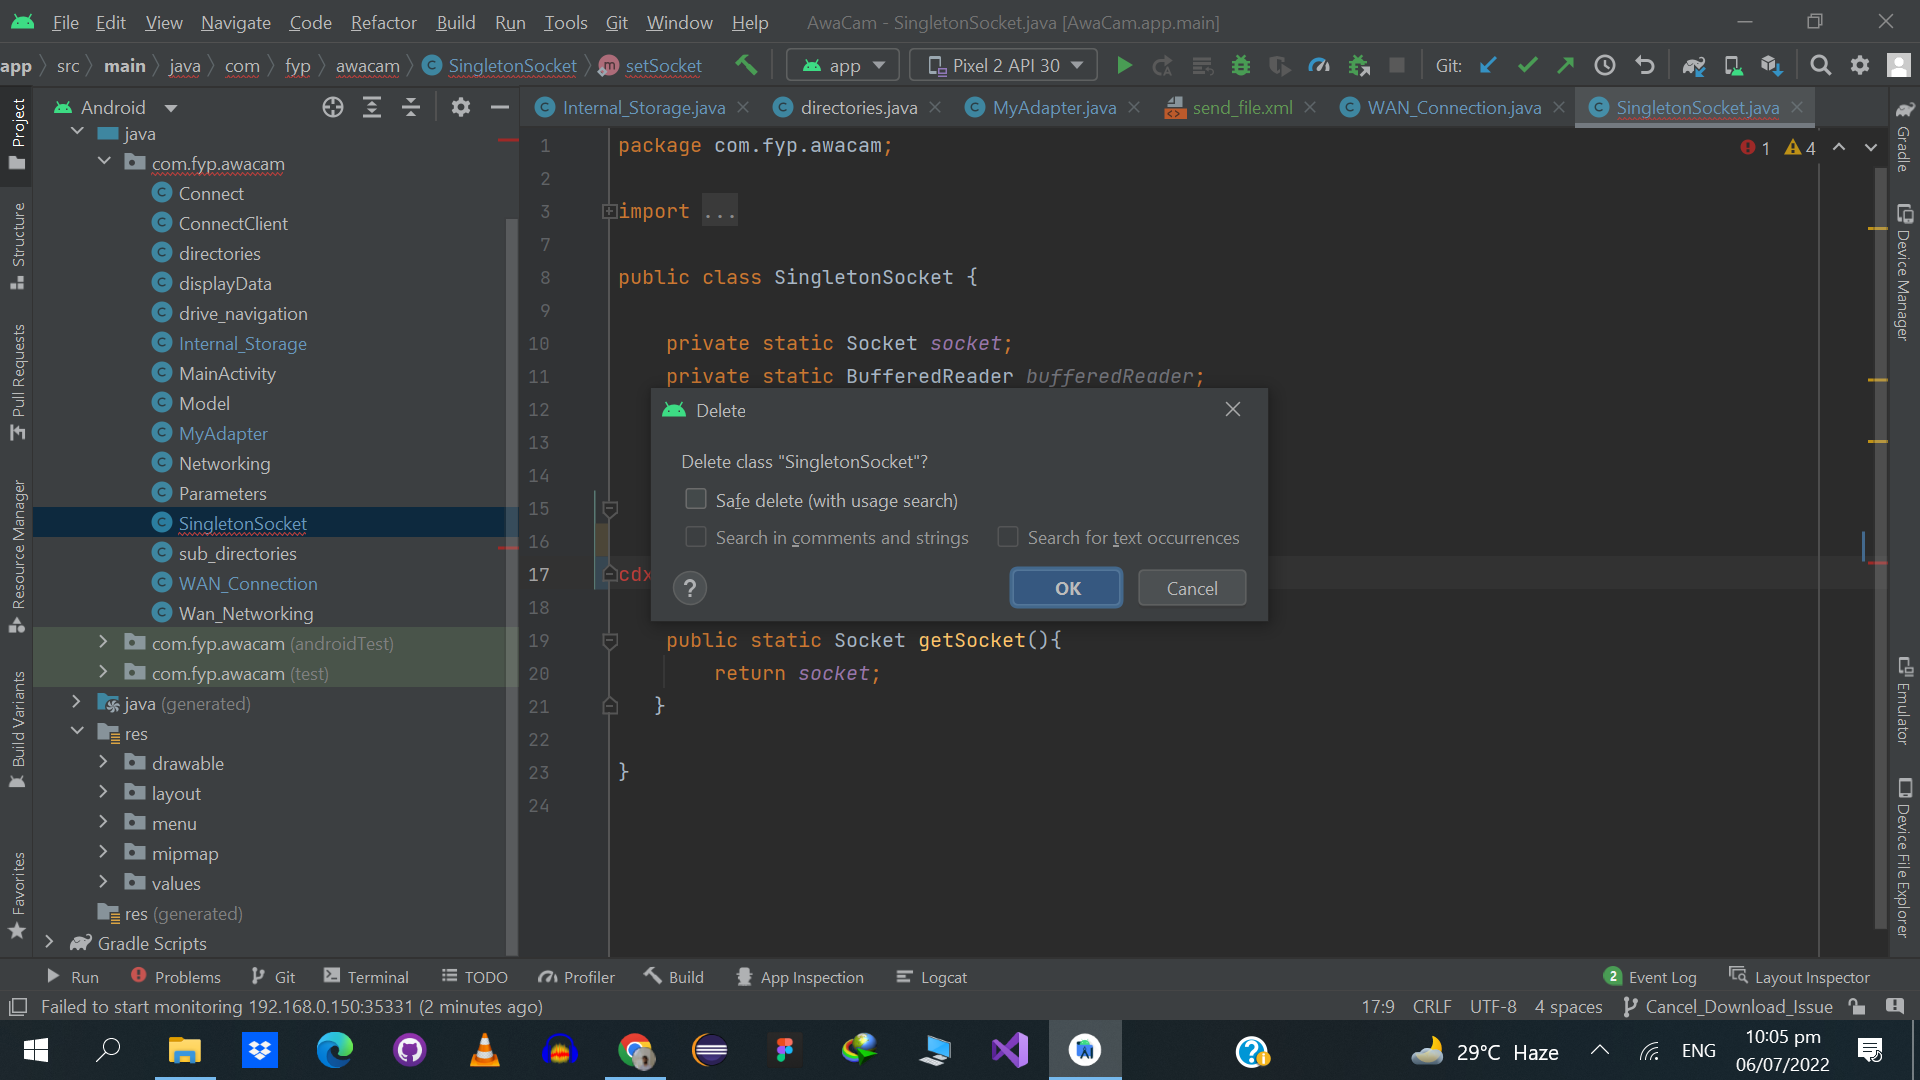 File Edit View Navigate Code Refactor Build Run Tools Git Window Help AwaCam - SingletonSocket.java [AwaCam.app.main]
app src main java com fyp awacam SingletonSocket setSocket app Pixel 2 API 30 Git:
Android
Internal_Storage.java directories.java MyAdapter.java send_file.xml WAN_Connection.java SingletonSocket.java
Project
Structure
Pull Requests
Resource Manager
Build Variants
Favorites
java
com.fyp.awacam
Connect
ConnectClient
directories
displayData
drive_navigation
Internal_Storage
MainActivity
Model
MyAdapter
Networking
Parameters
SingletonSocket
sub_directories
WAN_Connection
Wan_Networking
com.fyp.awacam (androidTest)
com.fyp.awacam (test)
java (generated)
res
drawable
layout
menu
mipmap
values
res (generated)
Gradle Scripts
1 package com.fyp.awacam;
2
3 import ...
7
8 public class SingletonSocket {
9
10 private static Socket socket;
11 private static BufferedReader bufferedReader;
12
13
14
15
16
17 cdx
18
19 public static Socket getSocket(){
20 return socket;
21 }
22
23 }
24
1 4
Delete
Delete class "SingletonSocket"?
Safe delete (with usage search)
Search in comments and strings Search for text occurrences
? OK Cancel
Gradle
Device Manager
Emulator
Device File Explorer
Run Problems Git Terminal TODO Profiler Build App Inspection Logcat 2 Event Log Layout Inspector
Failed to start monitoring 192.168.0.150:35331 (2 minutes ago) 17:9 CRLF UTF-8 4 spaces Cancel_Download_Issue
29°C Haze ENG 10:05 pm
06/07/2022